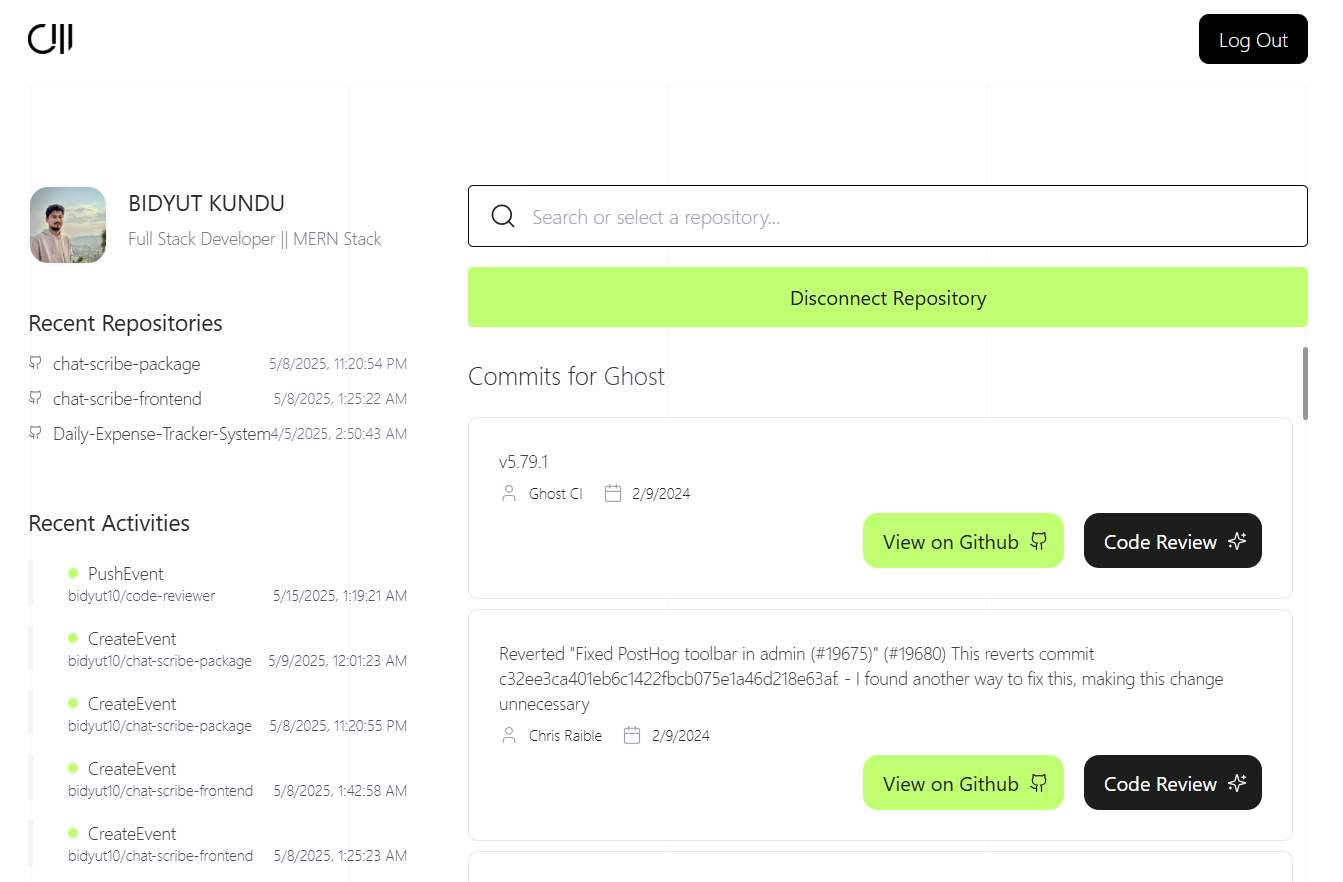 Log Out
BIDYUT KUNDU
Full Stack Developer || MERN Stack
Recent Repositories
chat-scribe-package 5/8/2025, 11:20:54 PM
chat-scribe-frontend 5/8/2025, 1:25:22 AM
Daily-Expense-Tracker-System4/5/2025, 2:50:43 AM
Recent Activities
PushEvent
bidyut10/code-reviewer 5/15/2025, 1:19:21 AM
CreateEvent
bidyut10/chat-scribe-package 5/9/2025, 12:01:23 AM
CreateEvent
bidyut10/chat-scribe-package 5/8/2025, 11:20:55 PM
CreateEvent
bidyut10/chat-scribe-frontend 5/8/2025, 1:42:58 AM
CreateEvent
bidyut10/chat-scribe-frontend 5/8/2025, 1:25:23 AM
Search or select a repository...
Disconnect Repository
Commits for Ghost
v5.79.1
Ghost CI 2/9/2024
View on Github Code Review
Reverted "Fixed PostHog toolbar in admin (#19675)" (#19680) This reverts commit
c32ee3ca401eb6c1422fbcb075e1a46d218e63af. - I found another way to fix this, making this change
unnecessary
Chris Raible 2/9/2024
View on Github Code Review